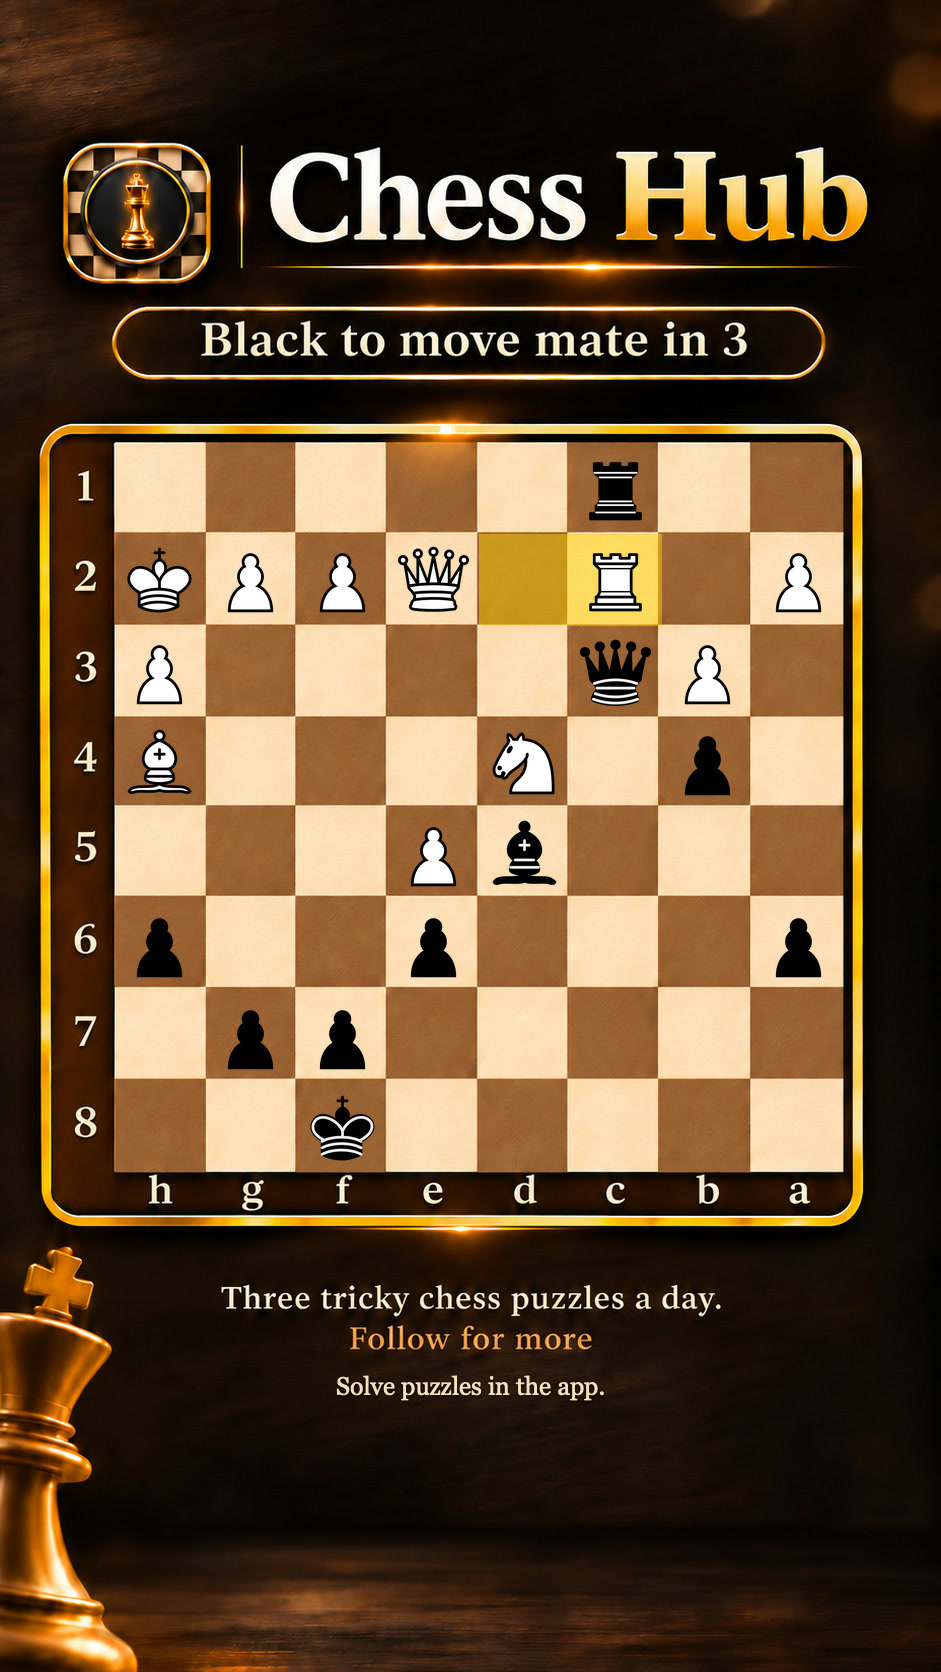 Chess Hub
Black to move mate in 3
1
2
3
4
5
6
7
8
h g f e d c b a
Three tricky chess puzzles a day.
Follow for more
Solve puzzles in the app.